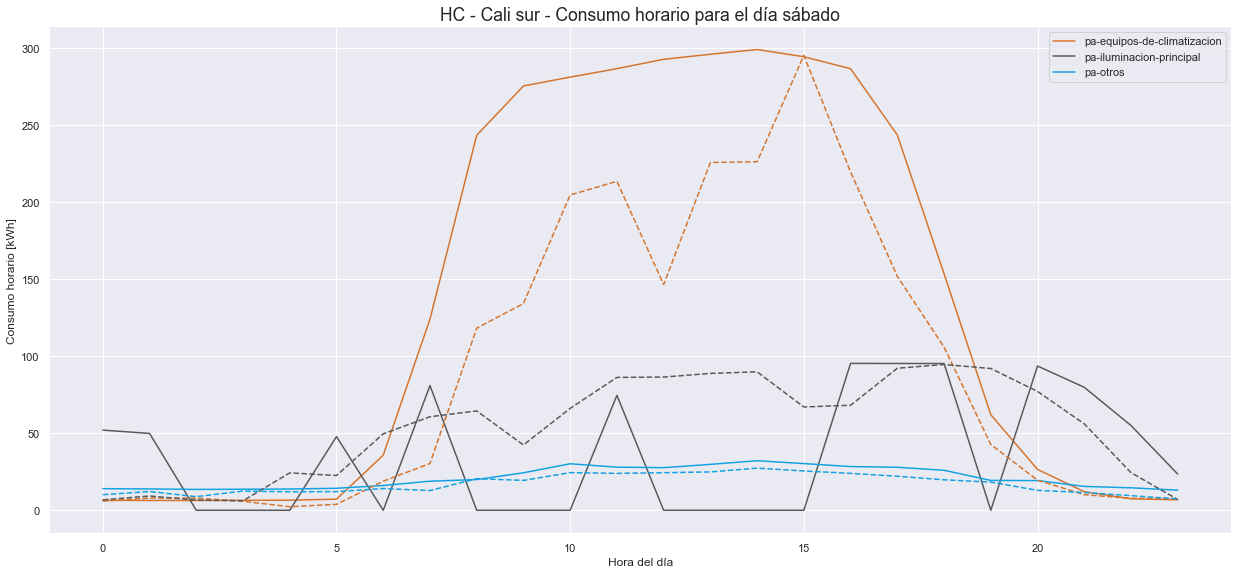 HC - Cali sur - Consumo horario para el día sábado
pa-equipos-de-climatizacion
pa-iluminacion-principal
pa-otros
Consumo horario [kWh]
300
250
200
150
100
50
0
0 5 10 15 20
Hora del día